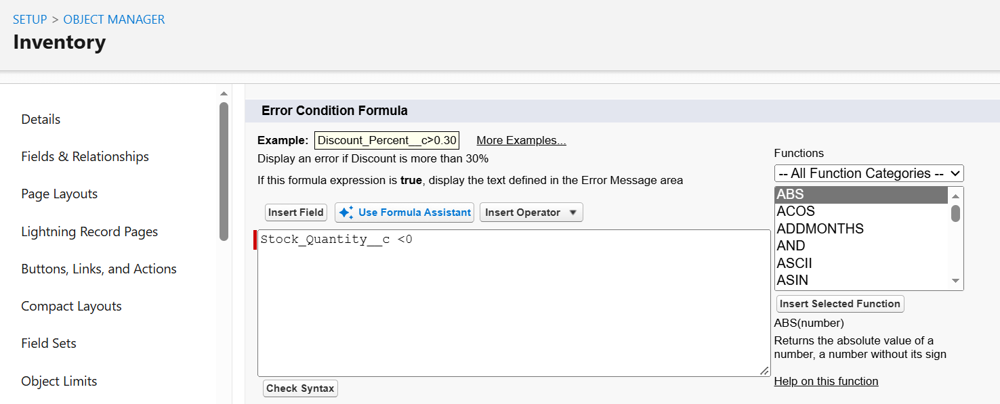 SETUP > OBJECT MANAGER
Inventory
Details
Fields & Relationships
Page Layouts
Lightning Record Pages
Buttons, Links, and Actions
Compact Layouts
Field Sets
Object Limits
Error Condition Formula
Example: Discount_Percent__c>0.30 More Examples...
Display an error if Discount is more than 30%
If this formula expression is true, display the text defined in the Error Message area
Insert Field Use Formula Assistant Insert Operator
Stock_Quantity__c <0
Check Syntax
Functions
-- All Function Categories --
ABS
ACOS
ADDMONTHS
AND
ASCII
ASIN
Insert Selected Function
ABS(number)
Returns the absolute value of a
number, a number without its sign
Help on this function